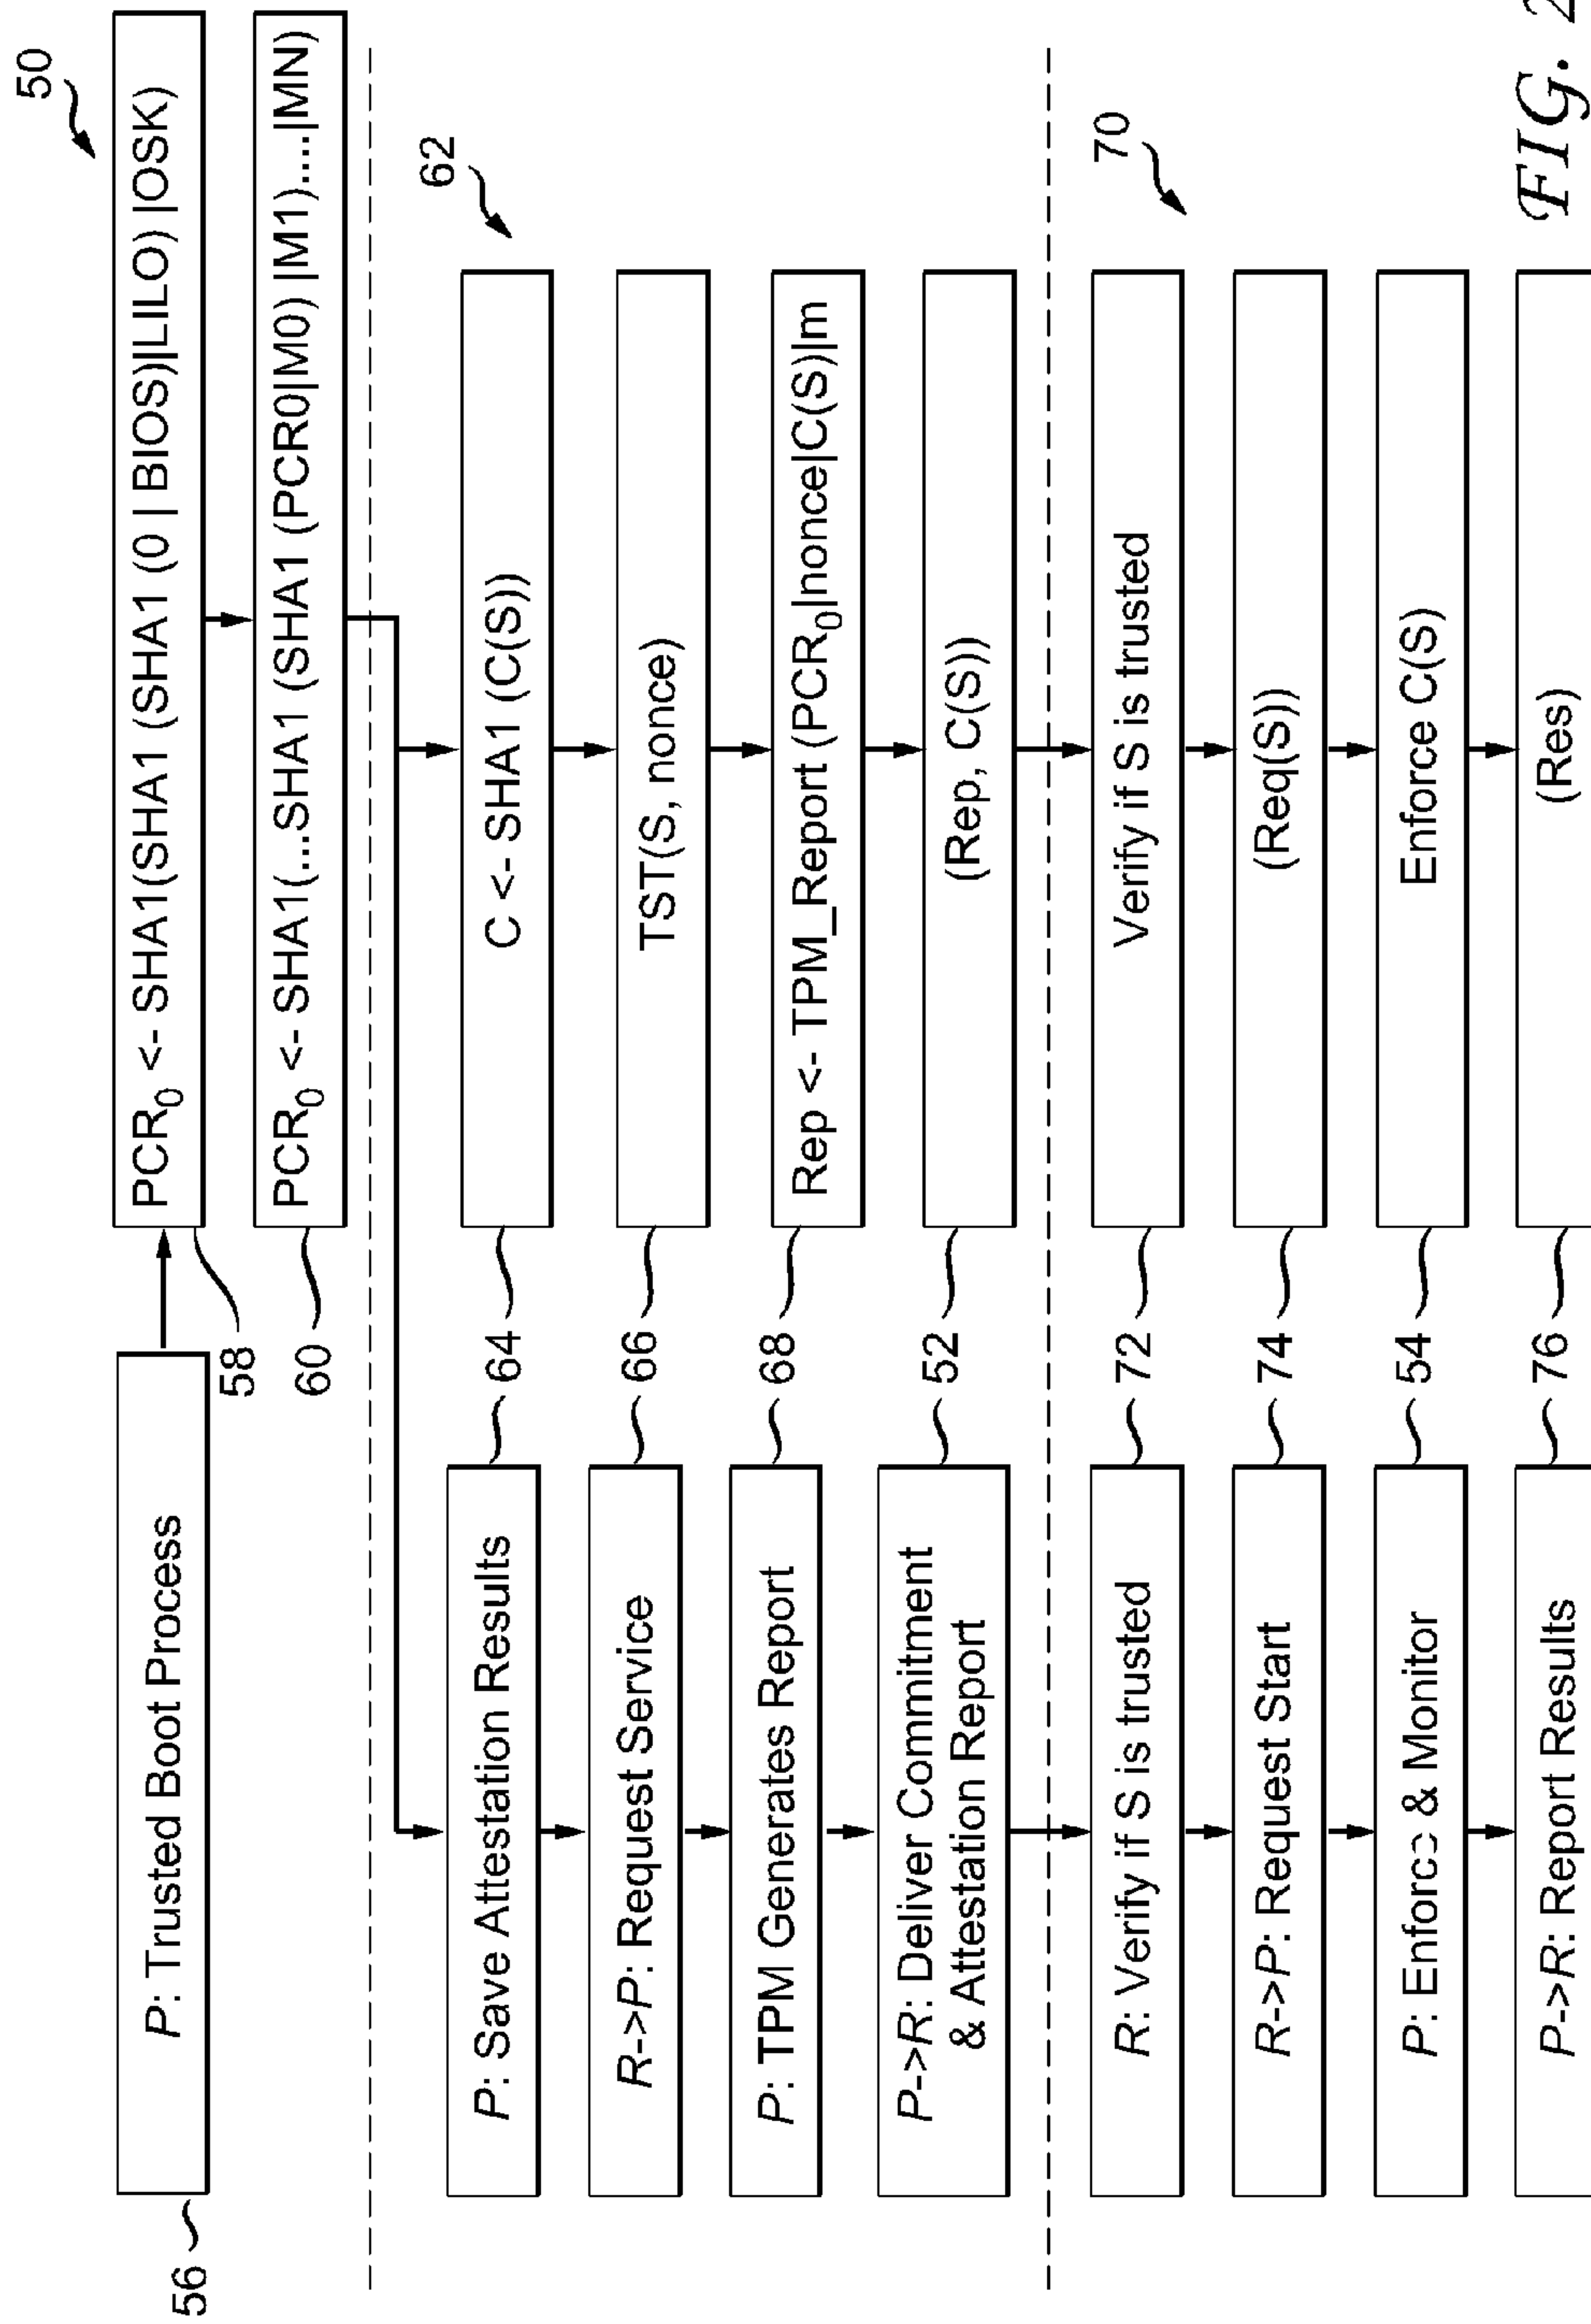 50
56
P: Trusted Boot Process
PCR0 <- SHA1(SHA1 (SHA1 (0 | BIOS)|LILO) |OSK)
58
PCR0 <- SHA1(...SHA1 (SHA1 (PCR0|M0) |M1)....|MN)
60
62
P: Save Attestation Results
64
C <- SHA1 (C(S))
R->P: Request Service
66
TST(S, nonce)
P: TPM Generates Report
68
Rep <- TPM_Report (PCR0|nonce|C(S)|m
P->R: Deliver Commitment
& Attestation Report
52
(Rep, C(S))
70
R: Verify if S is trusted
72
Verify if S is trusted
R->P: Request Start
74
(Req(S))
P: Enforce & Monitor
54
Enforce C(S)
P->R: Report Results
76
(Res)
FIG. 2